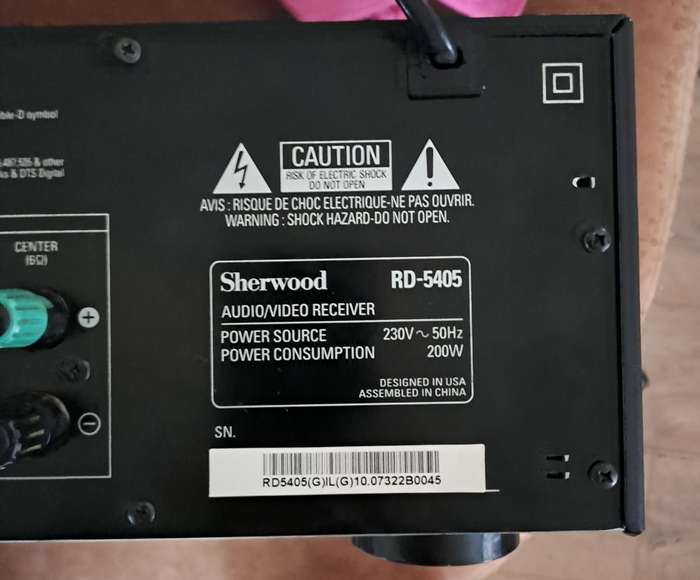 ble-D symbol
CAUTION
RISK OF ELECTRIC SHOCK
DO NOT OPEN
,487,535 & other
ks & DTS Digital
AVIS : RISQUE DE CHOC ELECTRIQUE-NE PAS OUVRIR.
WARNING : SHOCK HAZARD-DO NOT OPEN.
CENTER
(6Ω)
+
−
Sherwood RD-5405
AUDIO/VIDEO RECEIVER
POWER SOURCE 230V ~ 50Hz
POWER CONSUMPTION 200W
DESIGNED IN USA
ASSEMBLED IN CHINA
SN.
RD5405(G)IL(G)10.07322B0045